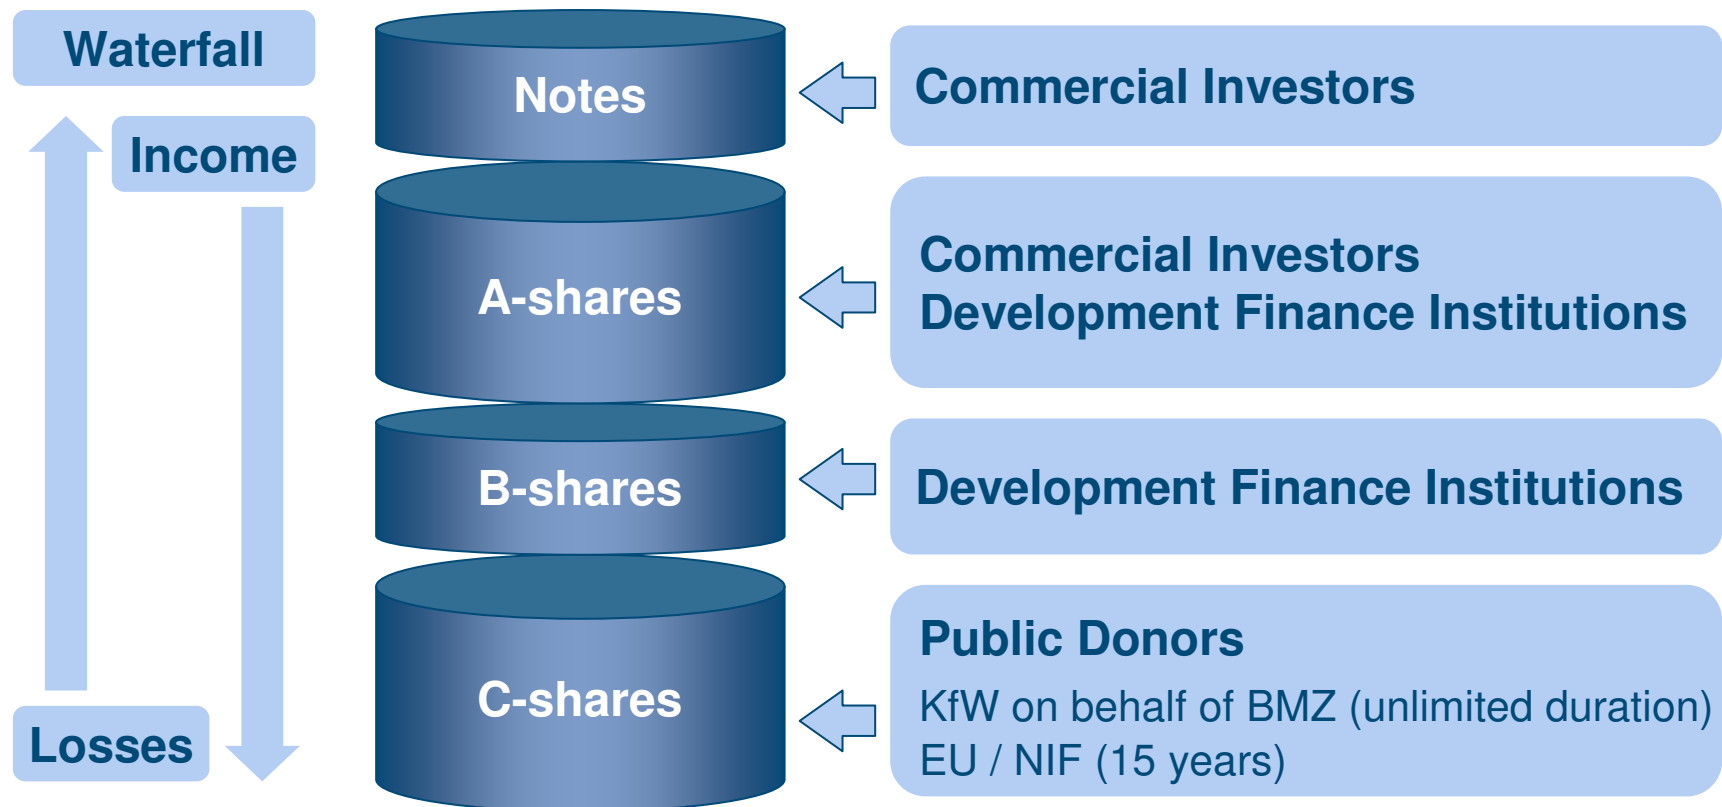 Waterfall
Income
Losses
Notes
Commercial Investors
A-shares
Commercial Investors
Development Finance Institutions
B-shares
Development Finance Institutions
C-shares
Public Donors
KfW on behalf of BMZ (unlimited duration)
EU / NIF (15 years)